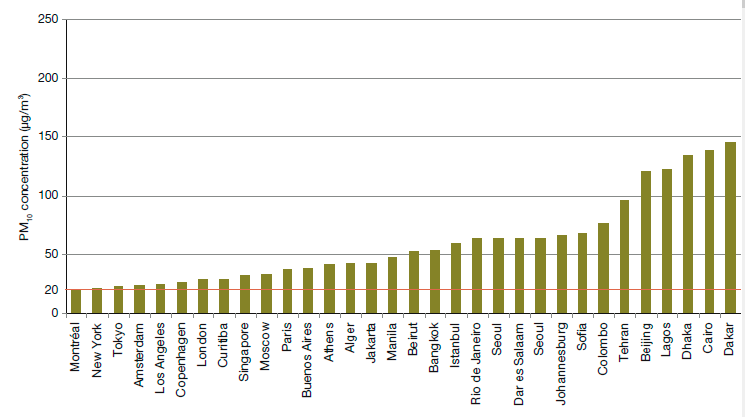 250
200
150
100
50
20
0
PM10 concentration (µg/m³)
Montréal
New York
Tokyo
Amsterdam
Los Angeles
Copenhagen
London
Curitiba
Singapore
Moscow
Paris
Buenos Aires
Athens
Alger
Jakarta
Manila
Beirut
Bangkok
Istanbul
Rio de Janeiro
Seoul
Dar es Salaam
Seoul
Johannesburg
Sofia
Colombo
Tehran
Beijing
Lagos
Dhaka
Cairo
Dakar